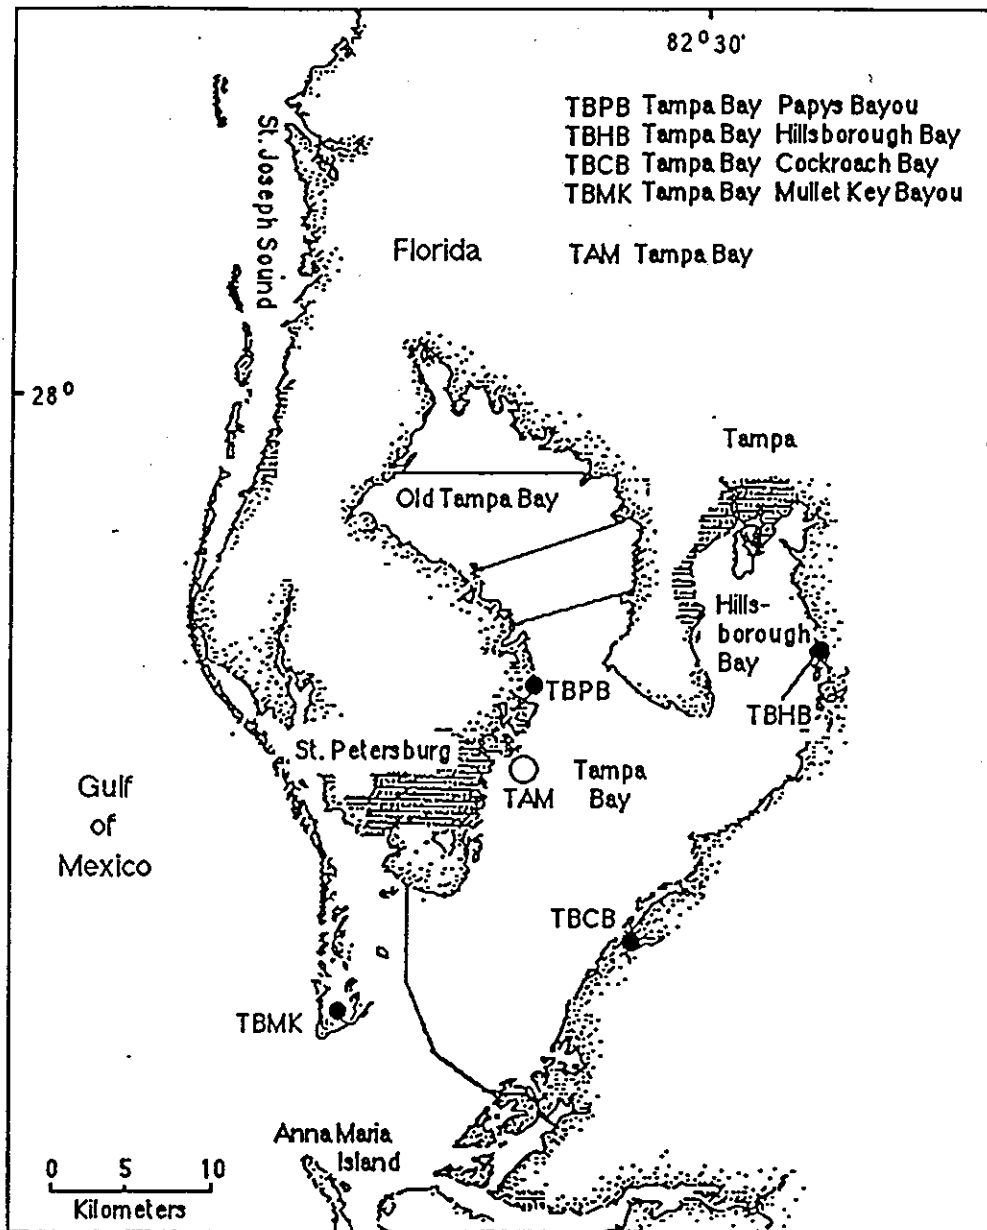 82° 30'
TBPB Tampa Bay Papys Bayou
TBHB Tampa Bay Hillsborough Bay
TBCB Tampa Bay Cockroach Bay
TBMK Tampa Bay Mullet Key Bayou
St. Joseph Sound
Florida
TAM Tampa Bay
28°
Tampa
Old Tampa Bay
Hills-
borough
Bay
TBPB
TBHB
St. Petersburg
Tampa
Bay
TAM
Gulf
of
Mexico
TBCB
TBMK
Anna Maria
Island
0 5 10
Kilometers